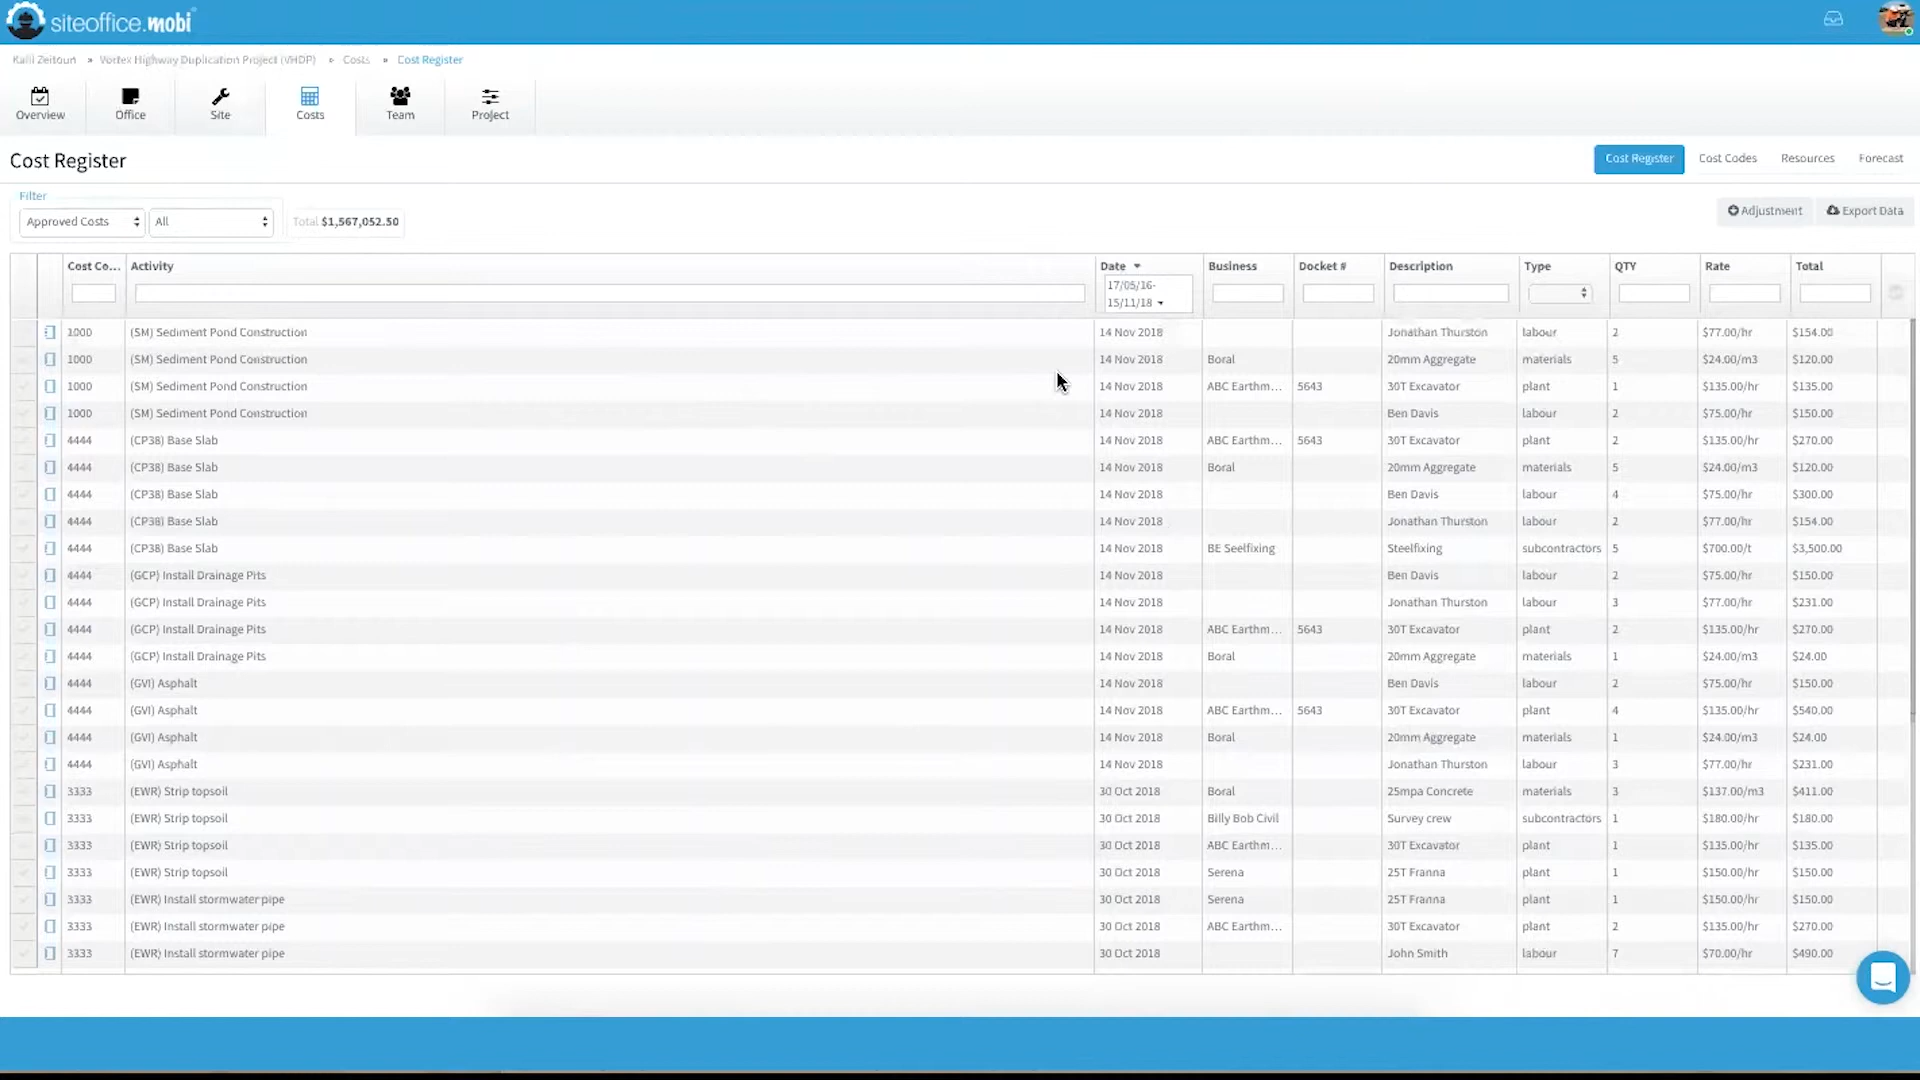 siteoffice.mobi
Kalil Zeitoun » Vortex Highway Duplication Project (VHDP) » Costs » Cost Register
Overview Office Site Costs Team Project
Cost Register
Cost Register Cost Codes Resources Forecast
Filter
Approved Costs All Total $1,567,052.50
Adjustment Export Data
Cost Co... Activity Date Business Docket # Description Type QTY Rate Total
17/05/16-
15/11/18
1000 (SM) Sediment Pond Construction 14 Nov 2018 Jonathan Thurston labour 2 $77.00/hr $154.00
1000 (SM) Sediment Pond Construction 14 Nov 2018 Boral 20mm Aggregate materials 5 $24.00/m3 $120.00
1000 (SM) Sediment Pond Construction 14 Nov 2018 ABC Earthm... 5643 30T Excavator plant 1 $135.00/hr $135.00
1000 (SM) Sediment Pond Construction 14 Nov 2018 Ben Davis labour 2 $75.00/hr $150.00
4444 (CP38) Base Slab 14 Nov 2018 ABC Earthm... 5643 30T Excavator plant 2 $135.00/hr $270.00
4444 (CP38) Base Slab 14 Nov 2018 Boral 20mm Aggregate materials 5 $24.00/m3 $120.00
4444 (CP38) Base Slab 14 Nov 2018 Ben Davis labour 4 $75.00/hr $300.00
4444 (CP38) Base Slab 14 Nov 2018 Jonathan Thurston labour 2 $77.00/hr $154.00
4444 (CP38) Base Slab 14 Nov 2018 BE Seelfixing Steelfixing subcontractors 5 $700.00/t $3,500.00
4444 (GCP) Install Drainage Pits 14 Nov 2018 Ben Davis labour 2 $75.00/hr $150.00
4444 (GCP) Install Drainage Pits 14 Nov 2018 Jonathan Thurston labour 3 $77.00/hr $231.00
4444 (GCP) Install Drainage Pits 14 Nov 2018 ABC Earthm... 5643 30T Excavator plant 2 $135.00/hr $270.00
4444 (GCP) Install Drainage Pits 14 Nov 2018 Boral 20mm Aggregate materials 1 $24.00/m3 $24.00
4444 (GVI) Asphalt 14 Nov 2018 Ben Davis labour 2 $75.00/hr $150.00
4444 (GVI) Asphalt 14 Nov 2018 ABC Earthm... 5643 30T Excavator plant 4 $135.00/hr $540.00
4444 (GVI) Asphalt 14 Nov 2018 Boral 20mm Aggregate materials 1 $24.00/m3 $24.00
4444 (GVI) Asphalt 14 Nov 2018 Jonathan Thurston labour 3 $77.00/hr $231.00
3333 (EWR) Strip topsoil 30 Oct 2018 Boral 25mpa Concrete materials 3 $137.00/m3 $411.00
3333 (EWR) Strip topsoil 30 Oct 2018 Billy Bob Civil Survey crew subcontractors 1 $180.00/hr $180.00
3333 (EWR) Strip topsoil 30 Oct 2018 ABC Earthm... 30T Excavator plant 1 $135.00/hr $135.00
3333 (EWR) Strip topsoil 30 Oct 2018 Serena 25T Franna plant 1 $150.00/hr $150.00
3333 (EWR) Install stormwater pipe 30 Oct 2018 Serena 25T Franna plant 1 $150.00/hr $150.00
3333 (EWR) Install stormwater pipe 30 Oct 2018 ABC Earthm... 30T Excavator plant 2 $135.00/hr $270.00
3333 (EWR) Install stormwater pipe 30 Oct 2018 John Smith labour 7 $70.00/hr $490.00